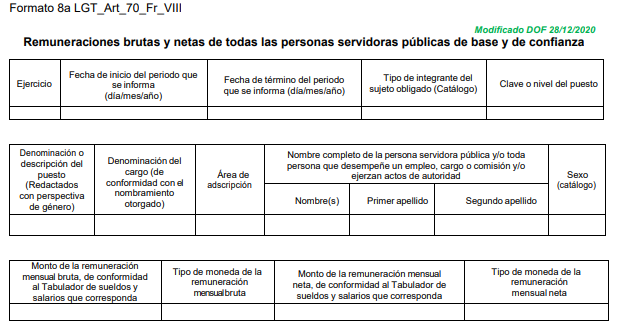 Formato 8a LGT_Art_70_Fr_VIII
Modificado DOF 28/12/2020
Remuneraciones brutas y netas de todas las personas servidoras públicas de base y de confianza
Ejercicio
Fecha de inicio del periodo que
se informa
(día/mes/año)
Fecha de término del periodo
que se informa (día/mes/año)
Tipo de integrante del
sujeto obligado (Catálogo)
Clave o nivel del puesto
Denominación o
descripción del
puesto
(Redactados
con perspectiva
de género)
Denominación del
cargo (de
conformidad con el
nombramiento
otorgado)
Área de
adscripción
Nombre completo de la persona servidora pública y/o toda
persona que desempeñe un empleo, cargo o comisión y/o
ejerzan actos de autoridad
Nombre(s)
Primer apellido
Segundo apellido
Sexo
(catálogo)
Monto de la remuneración
mensual bruta, de conformidad
al Tabulador de sueldos y
salarios que corresponda
Tipo de moneda de la
remuneración
mensualbruta
Monto de la remuneración mensual
neta, de conformidad al Tabulador de
sueldos y salarios que corresponda
Tipo de moneda de la
remuneración
mensual neta